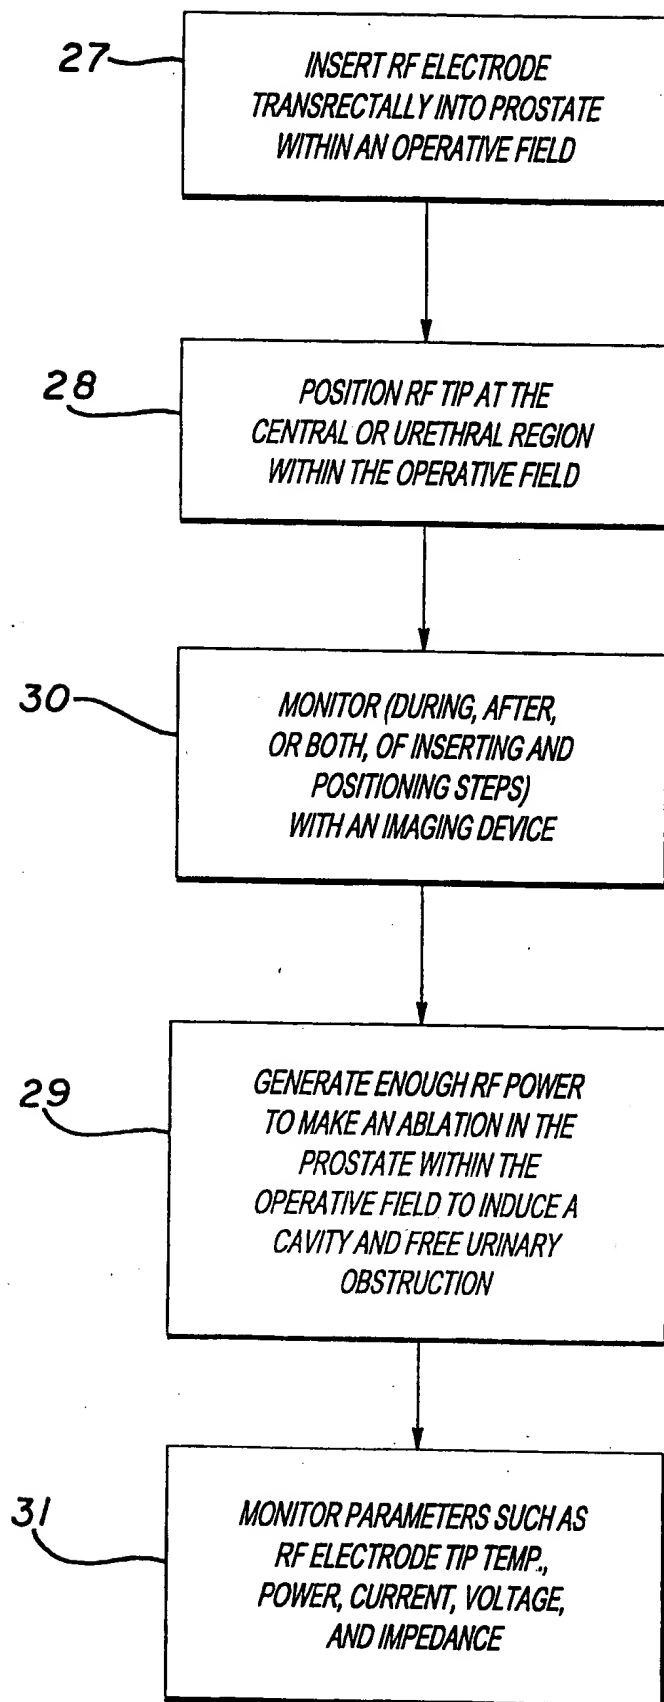 27
INSERT RF ELECTRODE
TRANSRECTALLY INTO PROSTATE
WITHIN AN OPERATIVE FIELD
28
POSITION RF TIP AT THE
CENTRAL OR URETHRAL REGION
WITHIN THE OPERATIVE FIELD
30
MONITOR (DURING, AFTER,
OR BOTH, OF INSERTING AND
POSITIONING STEPS)
WITH AN IMAGING DEVICE
29
GENERATE ENOUGH RF POWER
TO MAKE AN ABLATION IN THE
PROSTATE WITHIN THE
OPERATIVE FIELD TO INDUCE A
CAVITY AND FREE URINARY
OBSTRUCTION
31
MONITOR PARAMETERS SUCH AS
RF ELECTRODE TIP TEMP.,
POWER, CURRENT, VOLTAGE,
AND IMPEDANCE